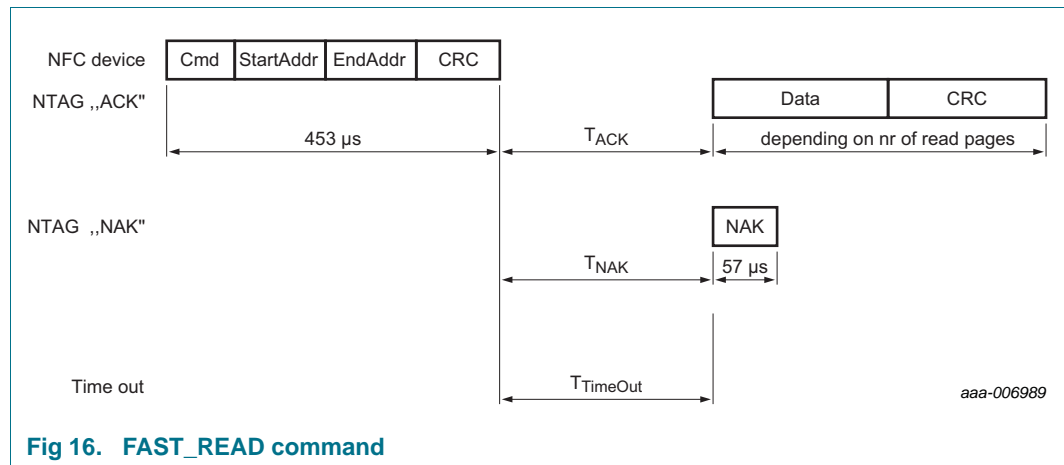 NFC device Cmd StartAddr EndAddr CRC
NTAG ,,ACK" Data CRC
453 µs TACK depending on nr of read pages
NTAG ,,NAK" NAK
TNAK 57 µs
Time out TTimeOut aaa-006989
Fig 16. FAST_READ command